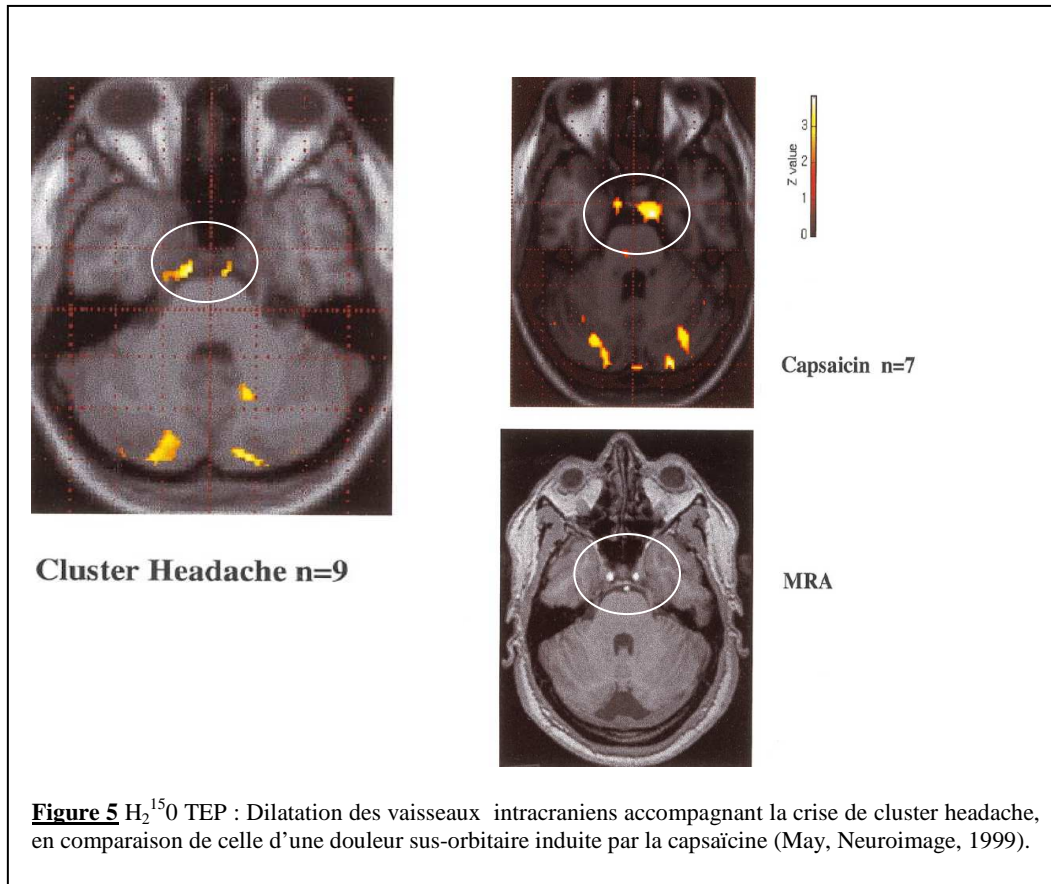 3
2
1
0
Z value
Capsaicin n=7
Cluster Headache n=9
MRA
Figure 5 H₂¹⁵0 TEP : Dilatation des vaisseaux intracraniens accompagnant la crise de cluster headache,
en comparaison de celle d’une douleur sus-orbitaire induite par la capsaïcine (May, Neuroimage, 1999).